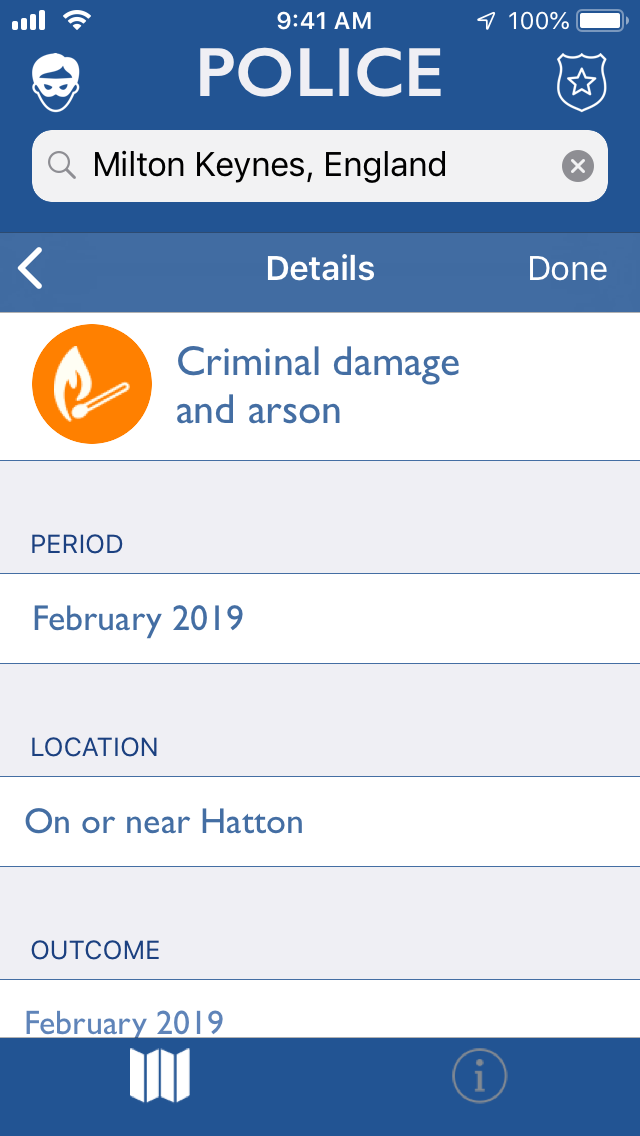 9:41 AM
100%
POLICE
Milton Keynes, England
Details
Done
Criminal damage
and arson
PERIOD
February 2019
LOCATION
On or near Hatton
OUTCOME
February 2019